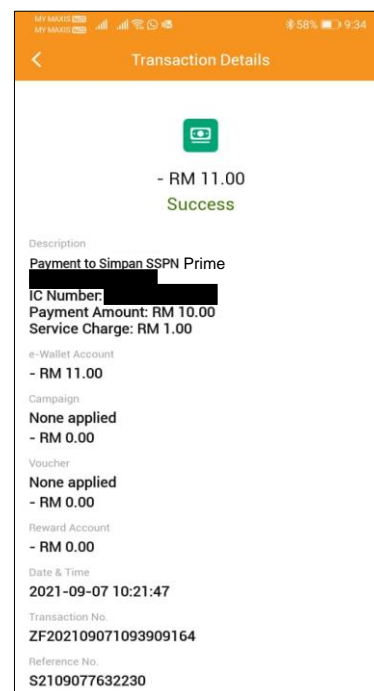 MY MAXIS
MY MAXIS
58% 9:34
Transaction Details
- RM 11.00
Success
Description
Payment to Simpan SSPN Prime
IC Number:
Payment Amount: RM 10.00
Service Charge: RM 1.00
e-Wallet Account
- RM 11.00
Campaign
None applied
- RM 0.00
Voucher
None applied
- RM 0.00
Reward Account
- RM 0.00
Date & Time
2021-09-07 10:21:47
Transaction No.
ZF202109071093909164
Reference No.
S2109077632230